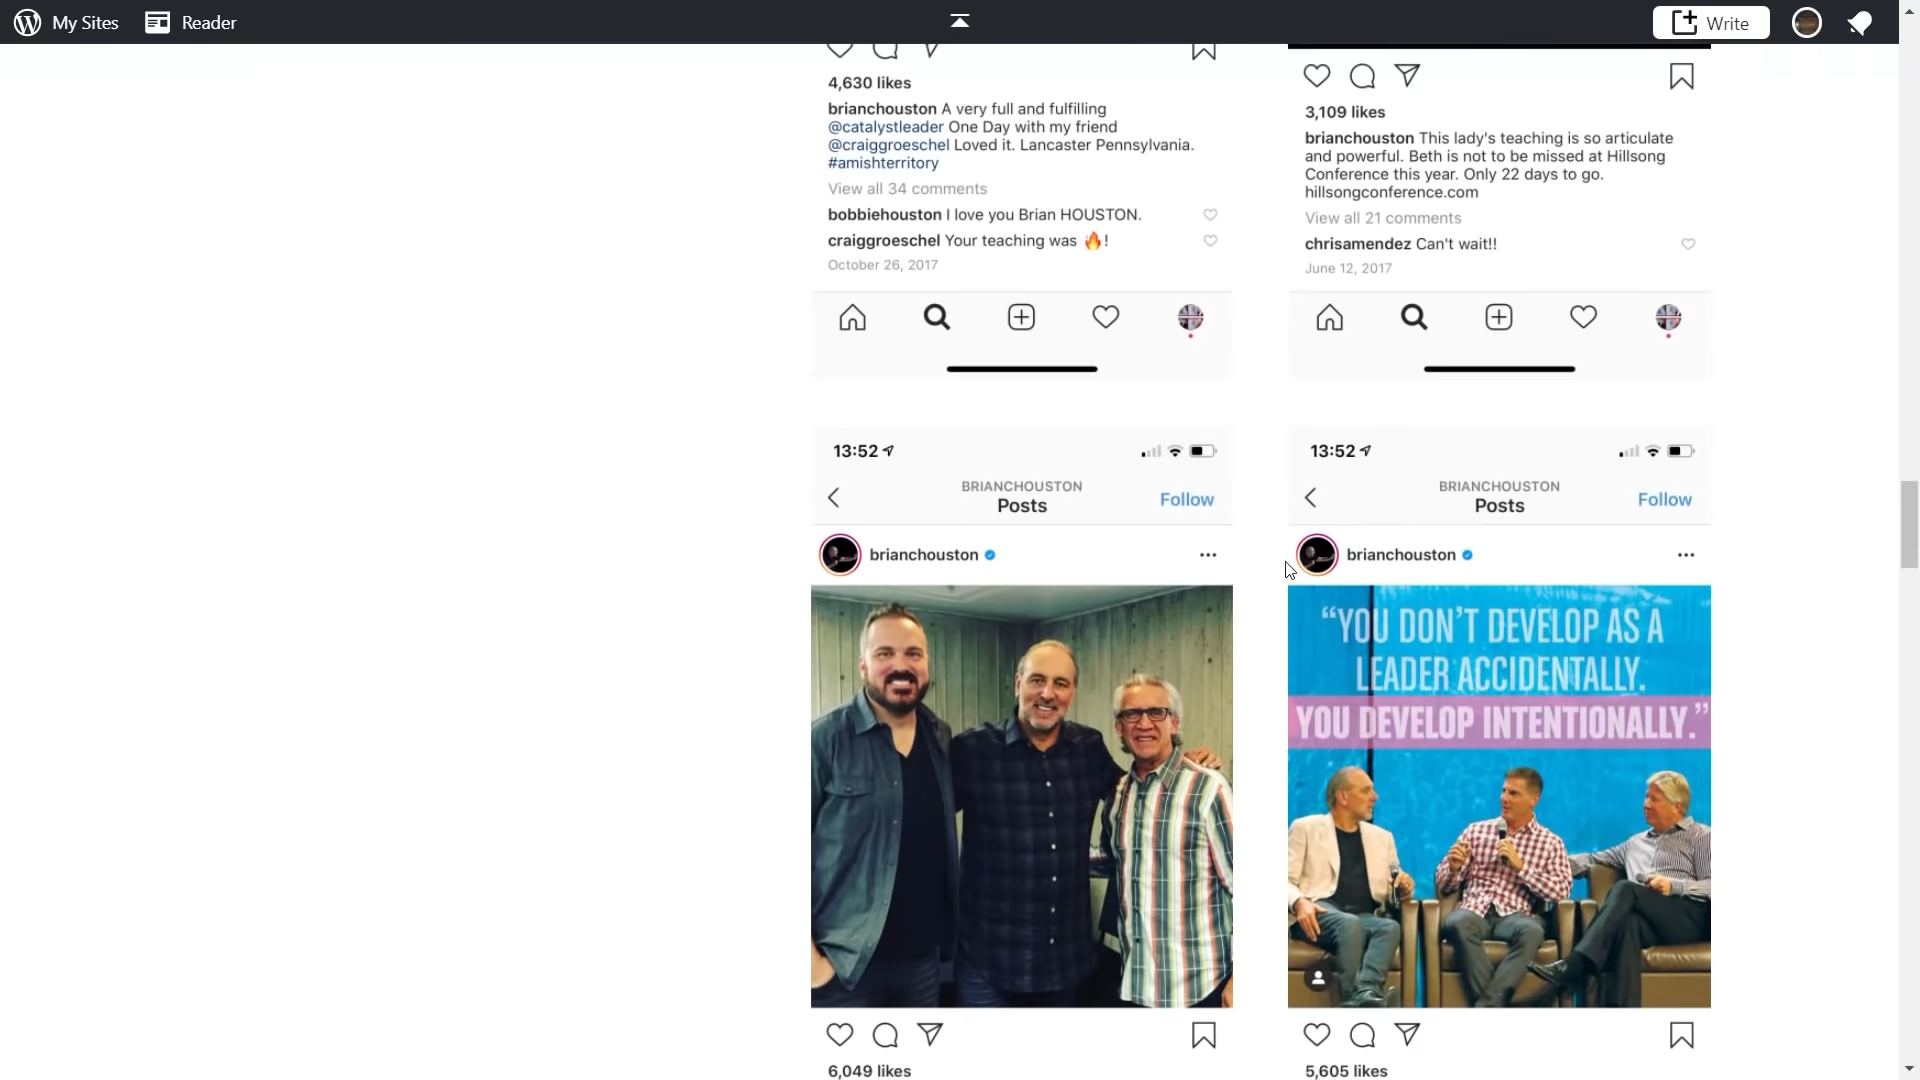 My Sites
Reader
Write
4,630 likes
brianchouston A very full and fulfilling
@catalystleader One Day with my friend
@craiggroeschel Loved it. Lancaster Pennsylvania.
#amishterritory
View all 34 comments
bobbiehouston I love you Brian HOUSTON.
craiggroeschel Your teaching was 🔥!
October 26, 2017
3,109 likes
brianchouston This lady's teaching is so articulate
and powerful. Beth is not to be missed at Hillsong
Conference this year. Only 22 days to go.
hillsongconference.com
View all 21 comments
chrisamendez Can't wait!!
June 12, 2017
13:52
BRIANCHOUSTON
Posts
Follow
brianchouston
6,049 likes
13:52
BRIANCHOUSTON
Posts
Follow
brianchouston
“YOU DON'T DEVELOP AS A
LEADER ACCIDENTALLY.
YOU DEVELOP INTENTIONALLY.”
5,605 likes